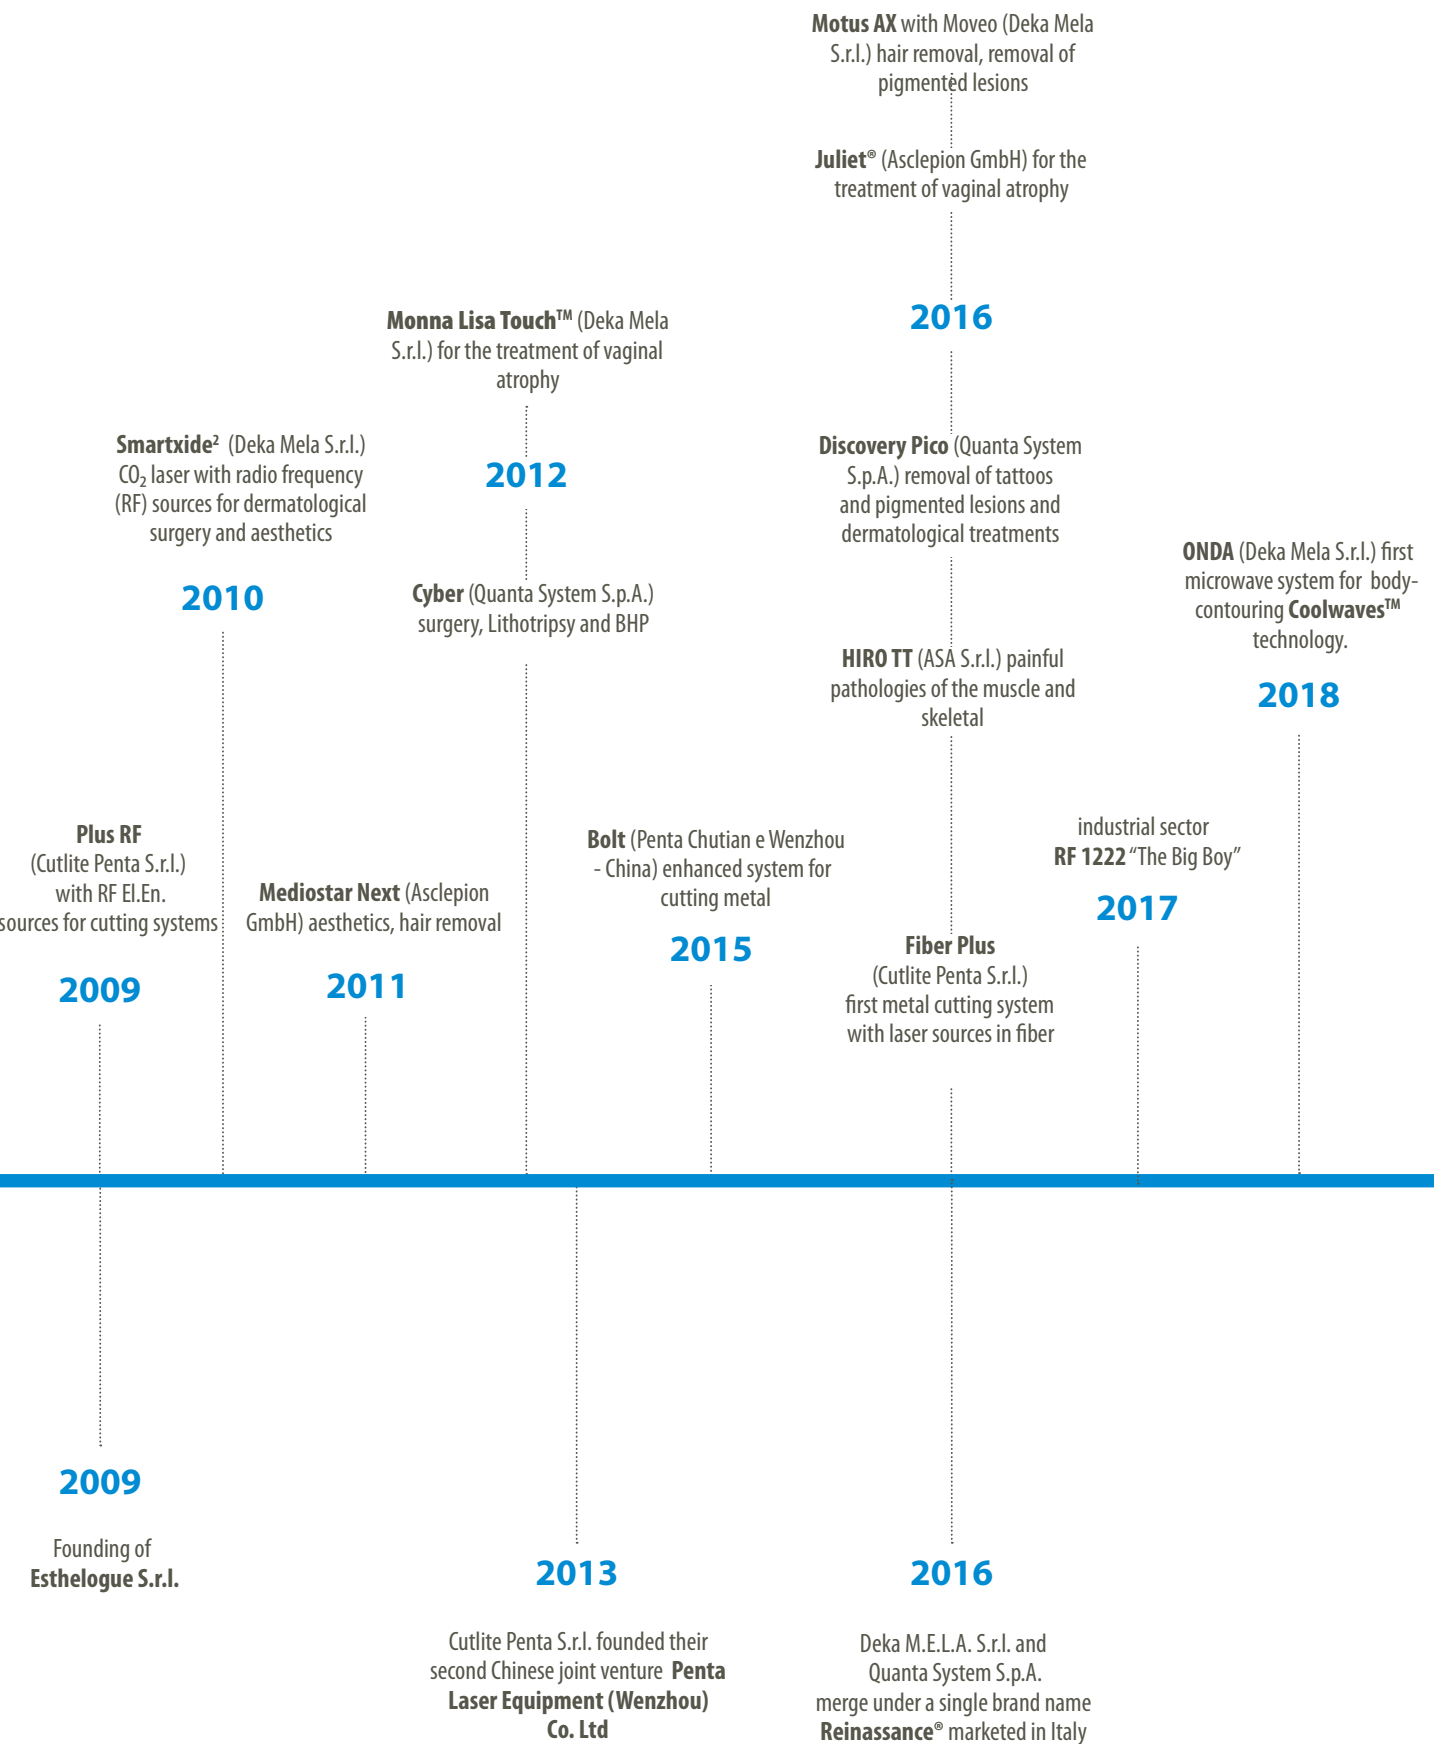 Motus AX with Moveo (Deka Mela
S.r.l.) hair removal, removal of
pigmented lesions
Juliet® (Asclepion GmbH) for the
treatment of vaginal atrophy
2016
Monna Lisa Touch™ (Deka Mela
S.r.l.) for the treatment of vaginal
atrophy
2012
Smartxide² (Deka Mela S.r.l.)
CO₂ laser with radio frequency
(RF) sources for dermatological
surgery and aesthetics
2010
Discovery Pico (Quanta System
S.p.A.) removal of tattoos
and pigmented lesions and
dermatological treatments
Cyber (Quanta System S.p.A.)
surgery, Lithotripsy and BHP
ONDA (Deka Mela S.r.l.) first
microwave system for body-
contouring Coolwaves™
technology.
2018
HIRO TT (ASA S.r.l.) painful
pathologies of the muscle and
skeletal
Plus RF
(Cutlite Penta S.r.l.)
with RF El.En.
sources for cutting systems
2009
Mediostar Next (Asclepion
GmbH) aesthetics, hair removal
2011
Bolt (Penta Chutian e Wenzhou
- China) enhanced system for
cutting metal
2015
Fiber Plus
(Cutlite Penta S.r.l.)
first metal cutting system
with laser sources in fiber
industrial sector
RF 1222 “The Big Boy”
2017
2009
Founding of
Esthelogue S.r.l.
2013
Cutlite Penta S.r.l. founded their
second Chinese joint venture Penta
Laser Equipment (Wenzhou)
Co. Ltd
2016
Deka M.E.L.A. S.r.l. and
Quanta System S.p.A.
merge under a single brand name
Reinassance® marketed in Italy